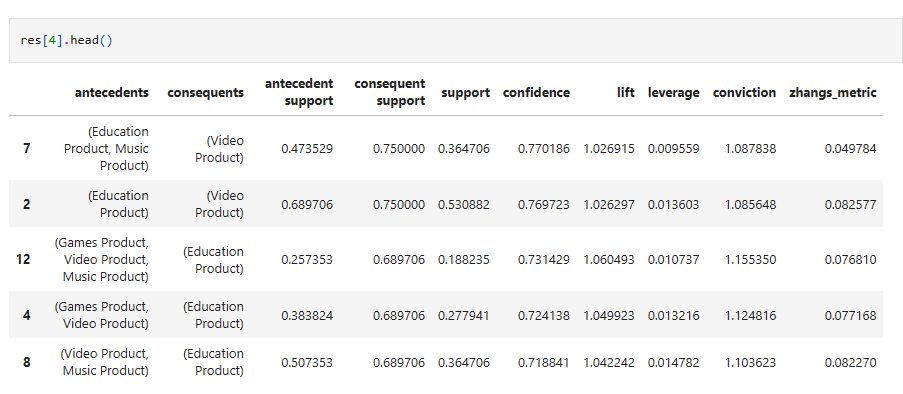 res[4].head()
antecedents consequents antecedent support consequent support support confidence lift leverage conviction zhangs_metric
7 (Education Product, Music Product) (Video Product) 0.473529 0.750000 0.364706 0.770186 1.026915 0.009559 1.087838 0.049784
2 (Education Product) (Video Product) 0.689706 0.750000 0.530882 0.769723 1.026297 0.013603 1.085648 0.082577
12 (Games Product, Video Product, Music Product) (Education Product) 0.257353 0.689706 0.188235 0.731429 1.060493 0.010737 1.155350 0.076810
4 (Games Product, Video Product) (Education Product) 0.383824 0.689706 0.277941 0.724138 1.049923 0.013216 1.124816 0.077168
8 (Video Product, Music Product) (Education Product) 0.507353 0.689706 0.364706 0.718841 1.042242 0.014782 1.103623 0.082270